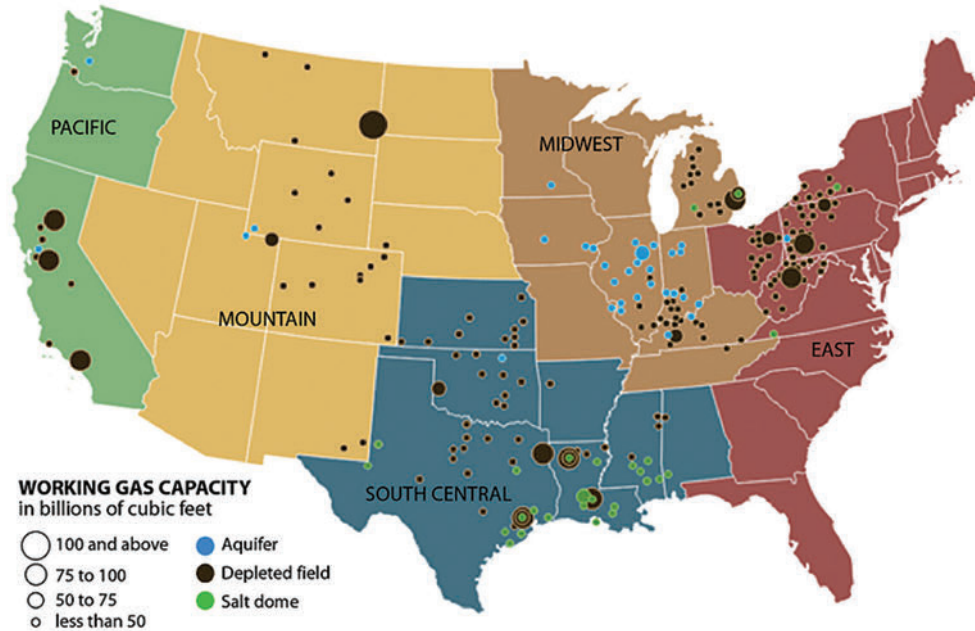 PACIFIC
MIDWEST
MOUNTAIN
EAST
SOUTH CENTRAL
WORKING GAS CAPACITY
in billions of cubic feet
100 and above
75 to 100
50 to 75
less than 50
Aquifer
Depleted field
Salt dome